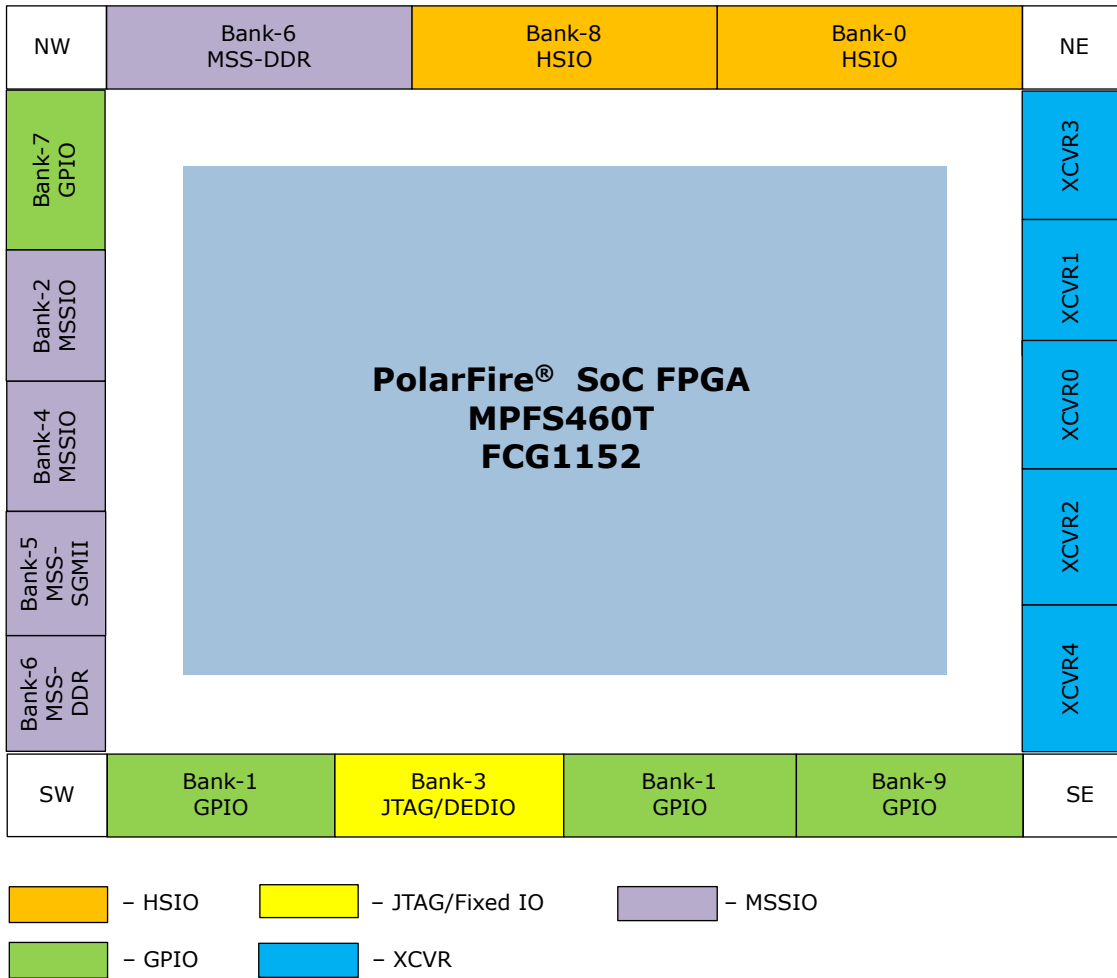 NW
Bank-6
MSS-DDR
Bank-8
HSIO
Bank-0
HSIO
NE
Bank-7
GPIO
Bank-2
MSSIO
Bank-4
MSSIO
Bank-5
MSS-
SGMII
Bank-6
MSS-
DDR
PolarFire® SoC FPGA
MPFS460T
FCG1152
XCVR3
XCVR1
XCVR0
XCVR2
XCVR4
SW
Bank-1
GPIO
Bank-3
JTAG/DEDIO
Bank-1
GPIO
Bank-9
GPIO
SE
– HSIO
– JTAG/Fixed IO
– MSSIO
– GPIO
– XCVR